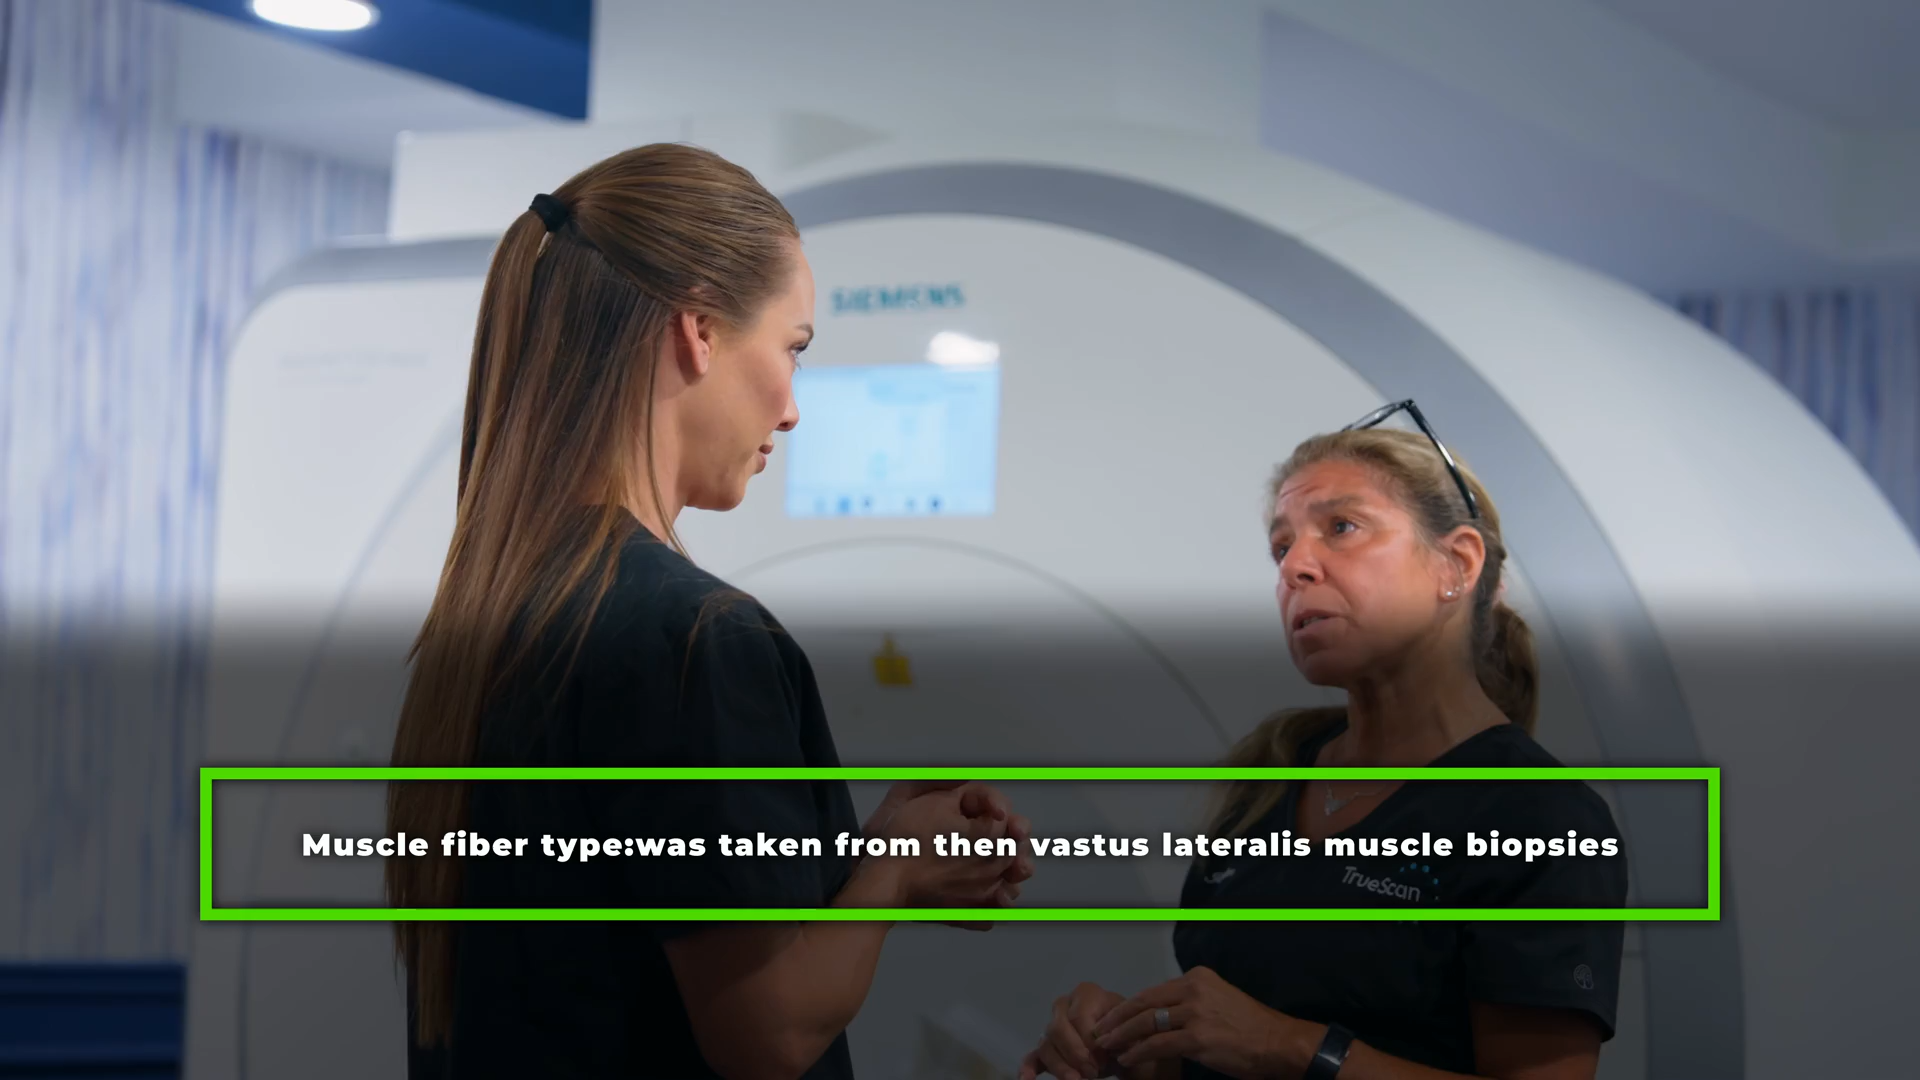 SIEMENS
Muscle fiber type:was taken from then vastus lateralis muscle biopsies
TrueScan